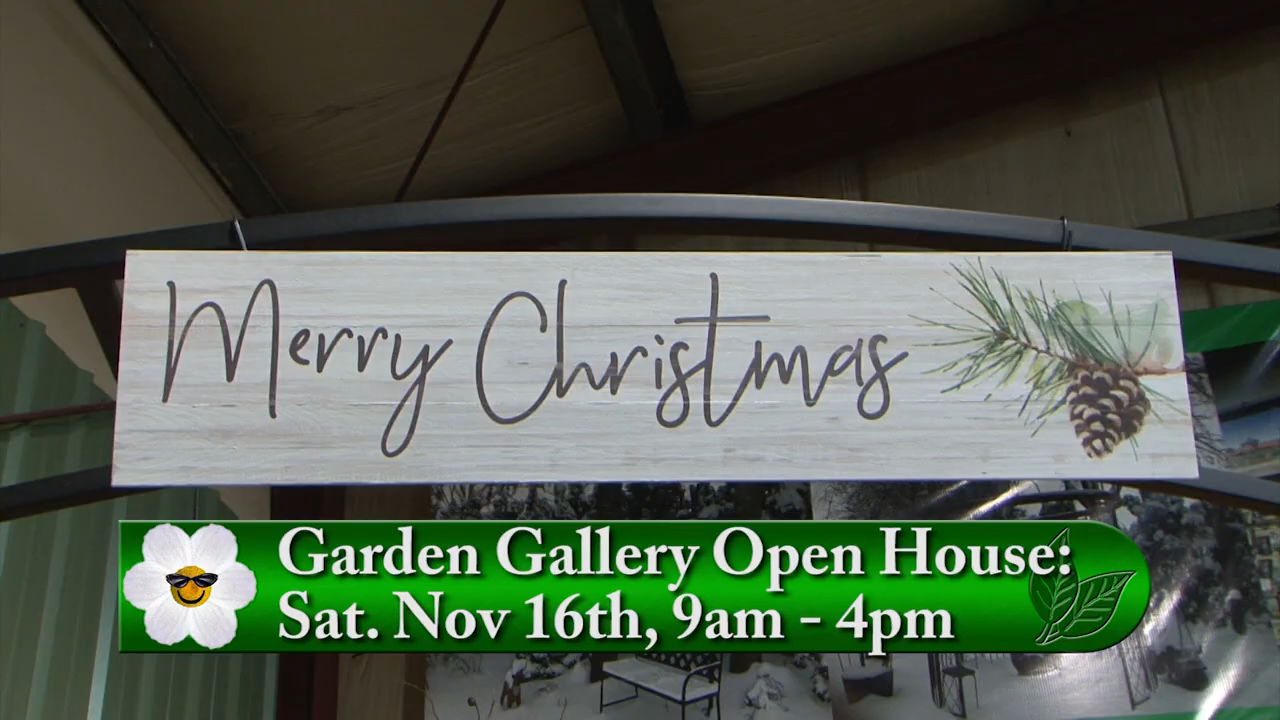 Merry Christmas
Garden Gallery Open House:
Sat. Nov 16th, 9am - 4pm